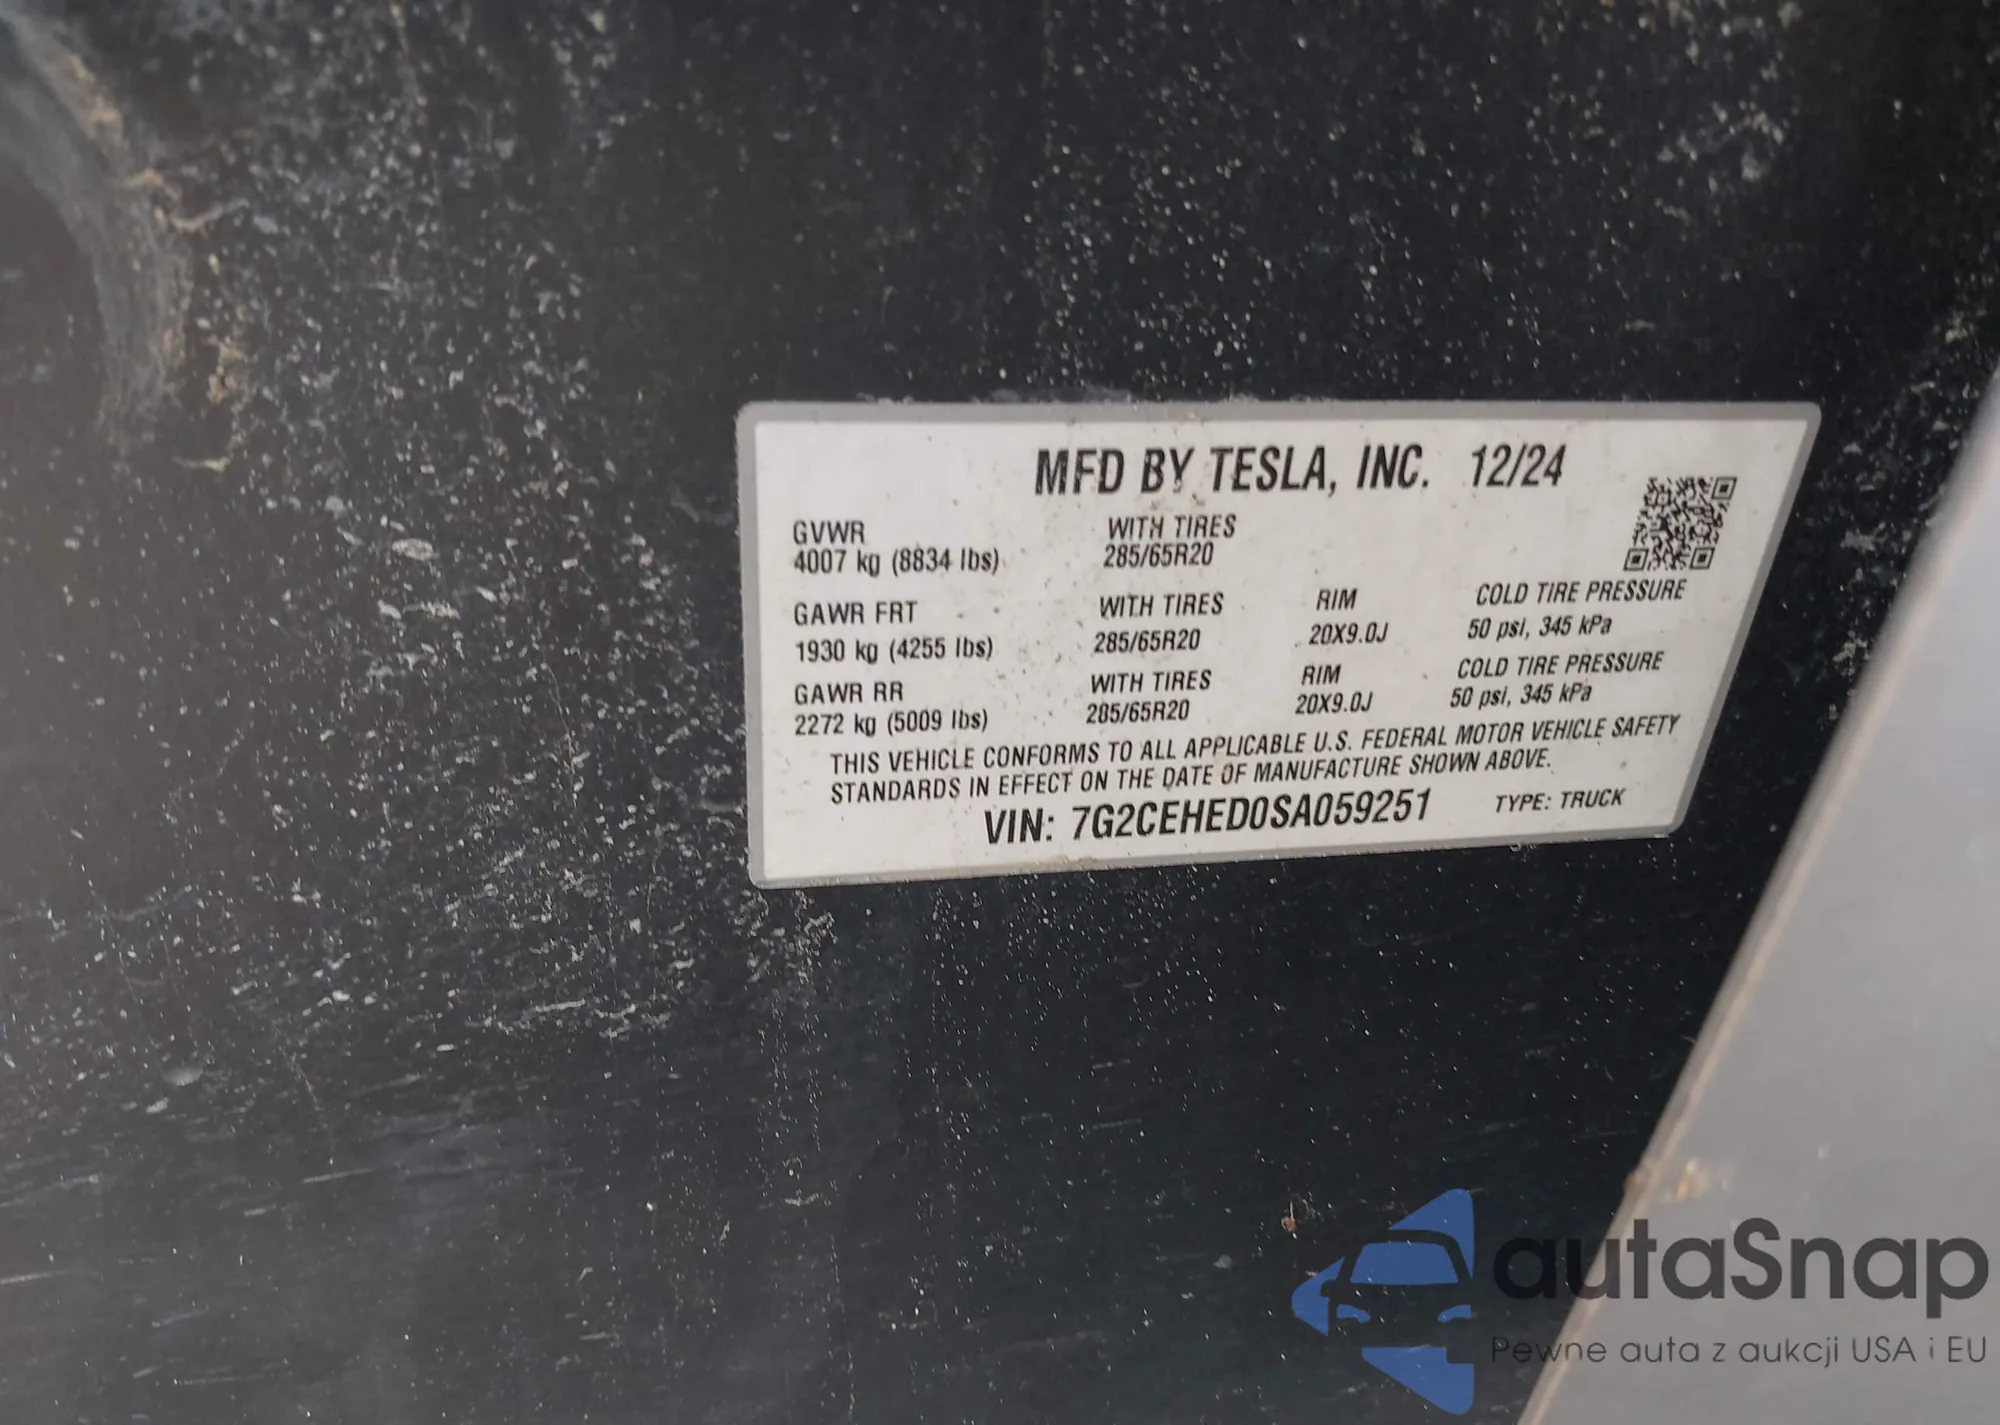 MFD BY TESLA, INC. 12/24
GVWR WITH TIRES
4007 kg (8834 lbs) 285/65R20
GAWR FRT WITH TIRES RIM COLD TIRE PRESSURE
1930 kg (4255 lbs) 285/65R20 20X9.0J 50 psi, 345 kPa
GAWR RR WITH TIRES RIM COLD TIRE PRESSURE
2272 kg (5009 lbs) 285/65R20 20X9.0J 50 psi, 345 kPa
THIS VEHICLE CONFORMS TO ALL APPLICABLE U.S. FEDERAL MOTOR VEHICLE SAFETY
STANDARDS IN EFFECT ON THE DATE OF MANUFACTURE SHOWN ABOVE.
VIN: 7G2CEHED0SA059251 TYPE: TRUCK
autaSnap
Pewne auta z aukcji USA i EU